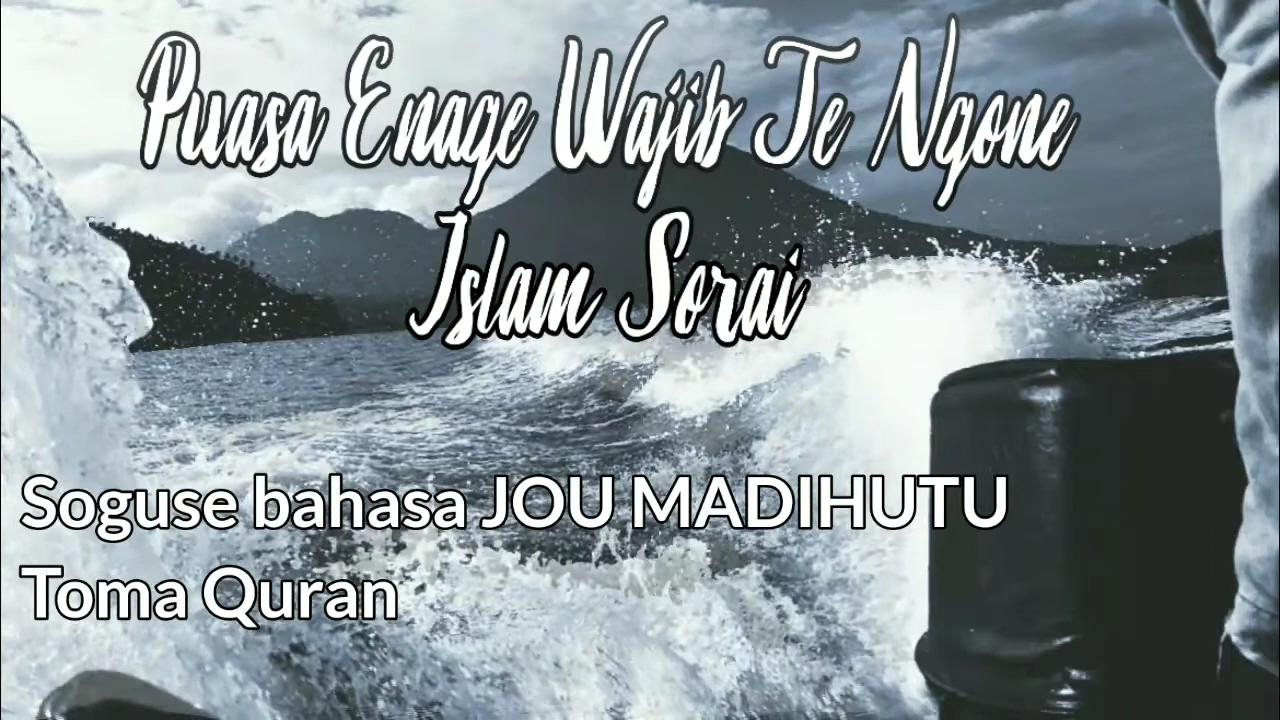 Puasa Enage Wajib Te Ngone
Islam Sorai
Soguse bahasa JOU MADIHUTU
Toma Quran